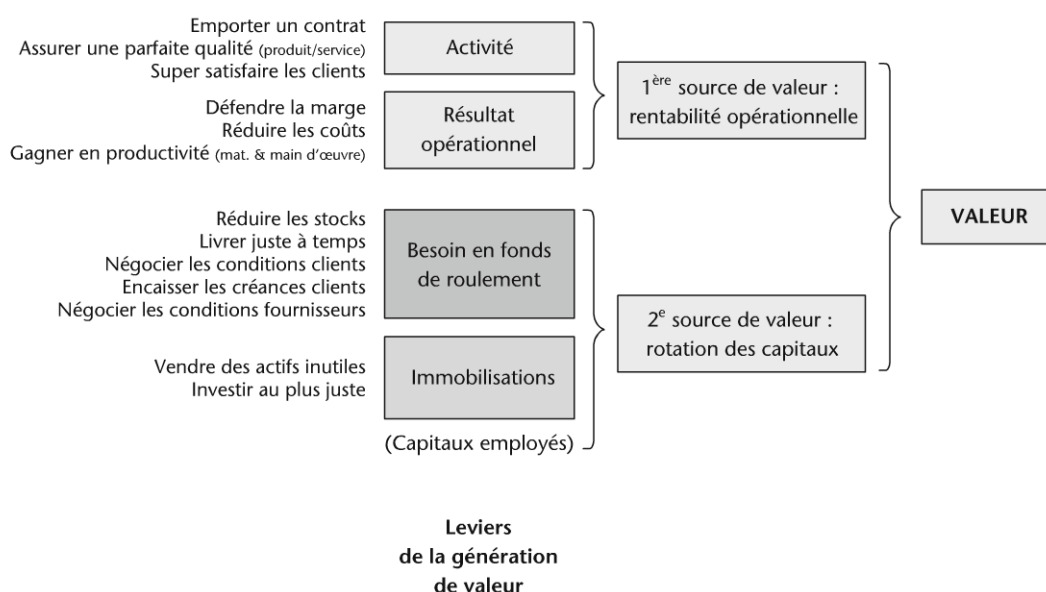 Emporter un contrat
Assurer une parfaite qualité (produit/service)
Super satisfaire les clients
Activité
Défendre la marge
Réduire les coûts
Gagner en productivité (mat. & main d'œuvre)
Résultat
opérationnel
1ère source de valeur :
rentabilité opérationnelle
Réduire les stocks
Livrer juste à temps
Négocier les conditions clients
Encaisser les créances clients
Négocier les conditions fournisseurs
Besoin en fonds
de roulement
Vendre des actifs inutiles
Investir au plus juste
Immobilisations
(Capitaux employés)
2e source de valeur :
rotation des capitaux
VALEUR
Leviers
de la génération
de valeur